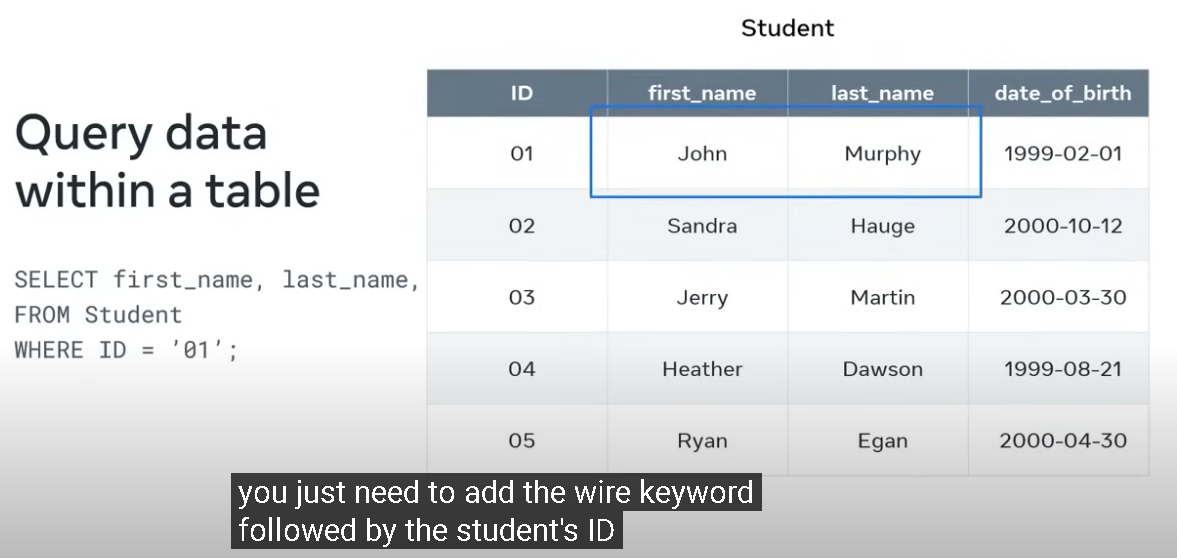 Student
Query data
within a table
SELECT first_name, last_name,
FROM Student
WHERE ID = ’01’;
ID first_name last_name date_of_birth
01 John Murphy 1999-02-01
02 Sandra Hauge 2000-10-12
03 Jerry Martin 2000-03-30
04 Heather Dawson 1999-08-21
05 Ryan Egan 2000-04-30
you just need to add the wire keyword
followed by the student's ID